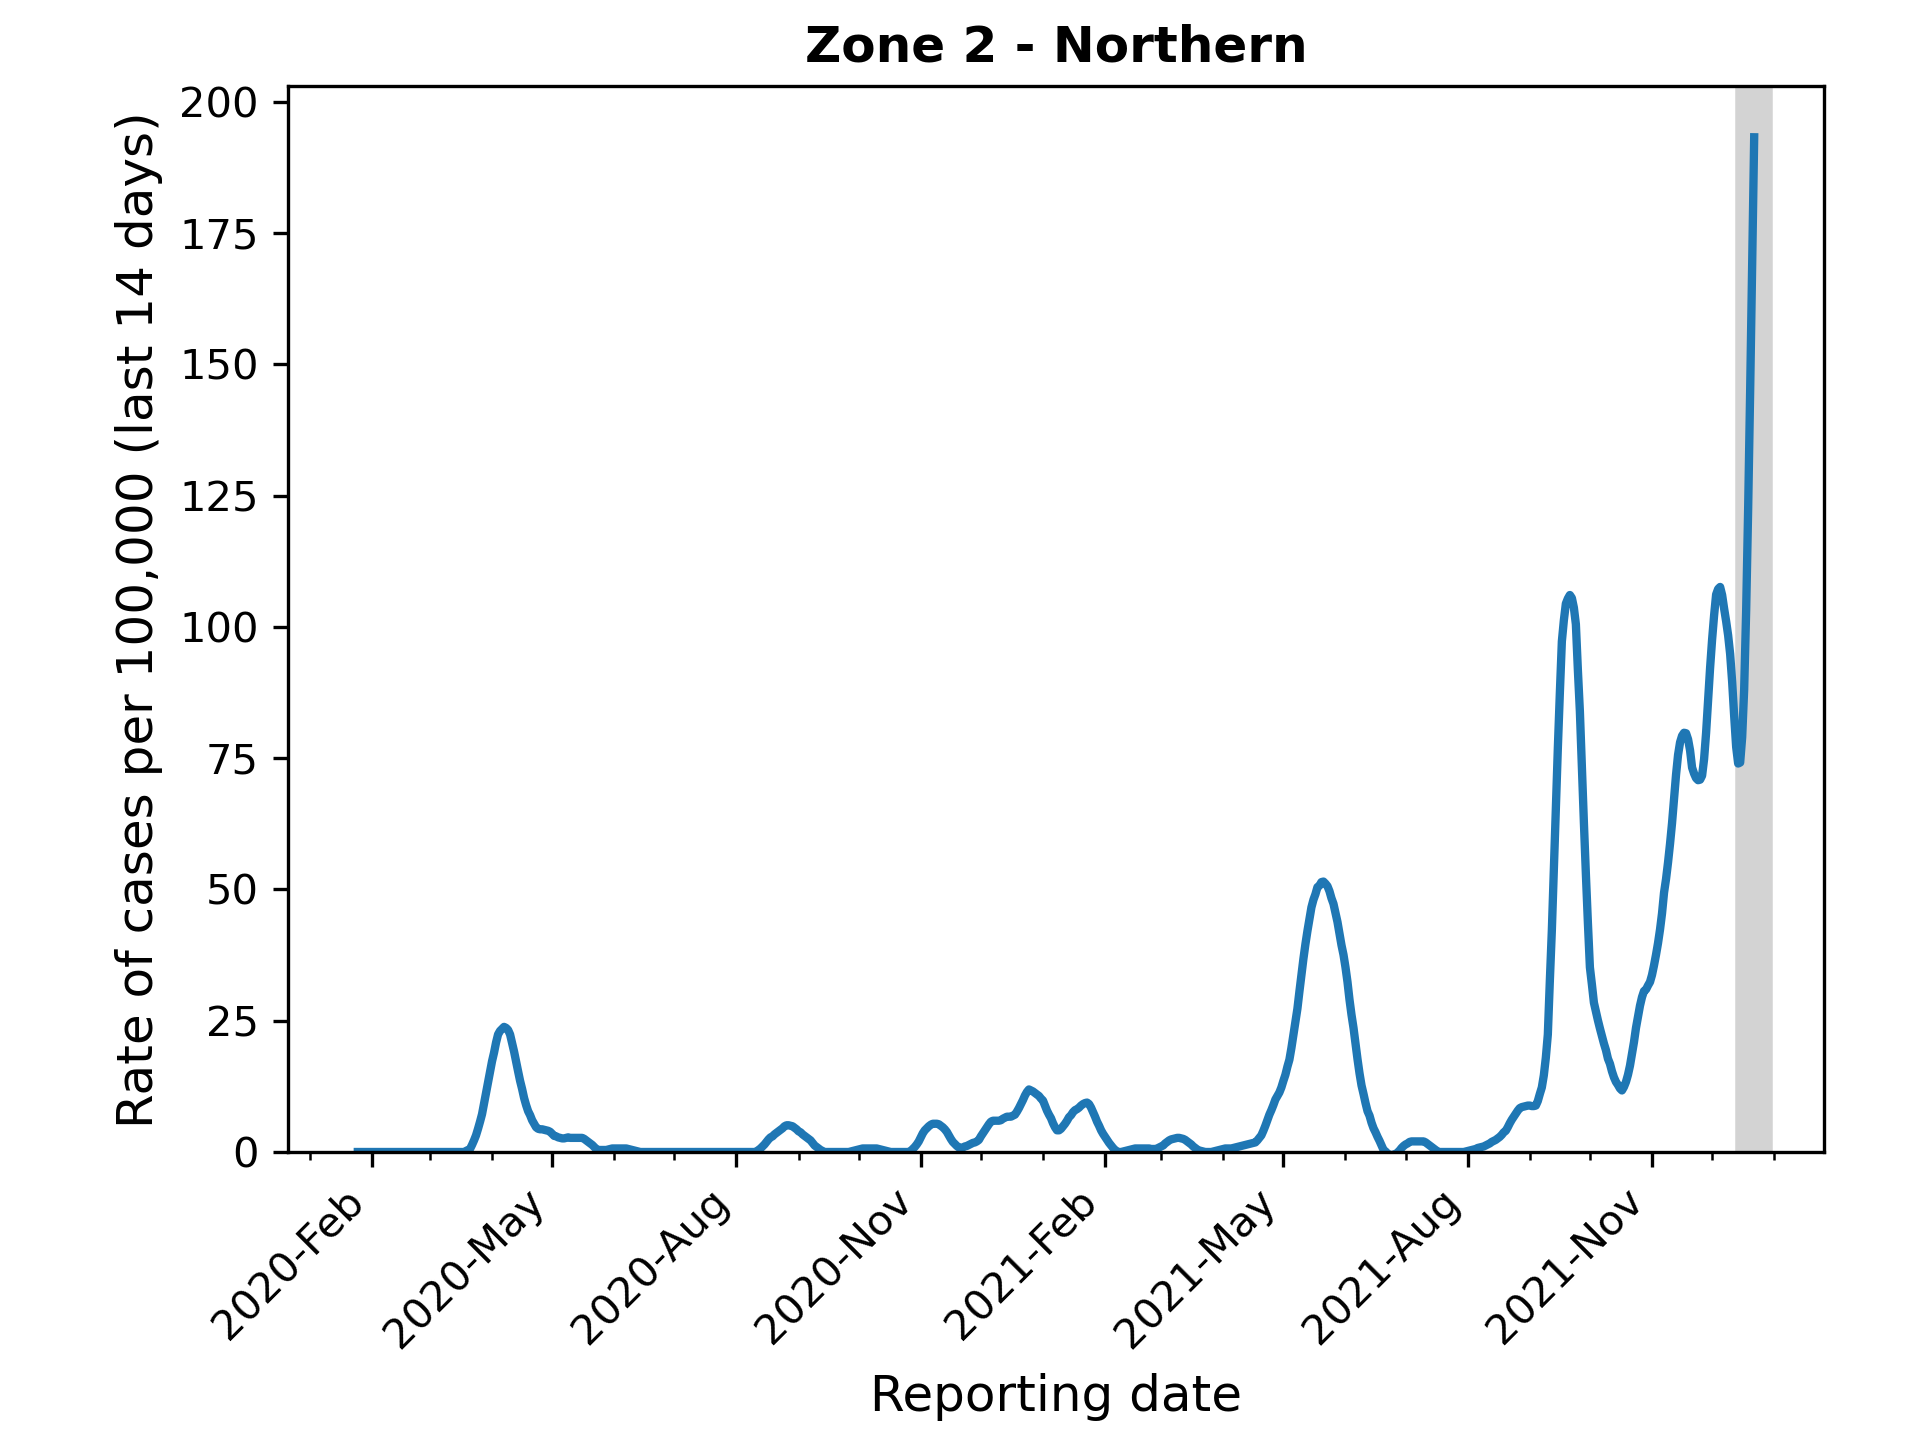 Zone 2 - Northern
Rate of cases per 100,000 (last 14 days)
200
175
150
125
100
75
50
25
0
2020-Feb
2020-May
2020-Aug
2020-Nov
2021-Feb
2021-May
2021-Aug
2021-Nov
Reporting date